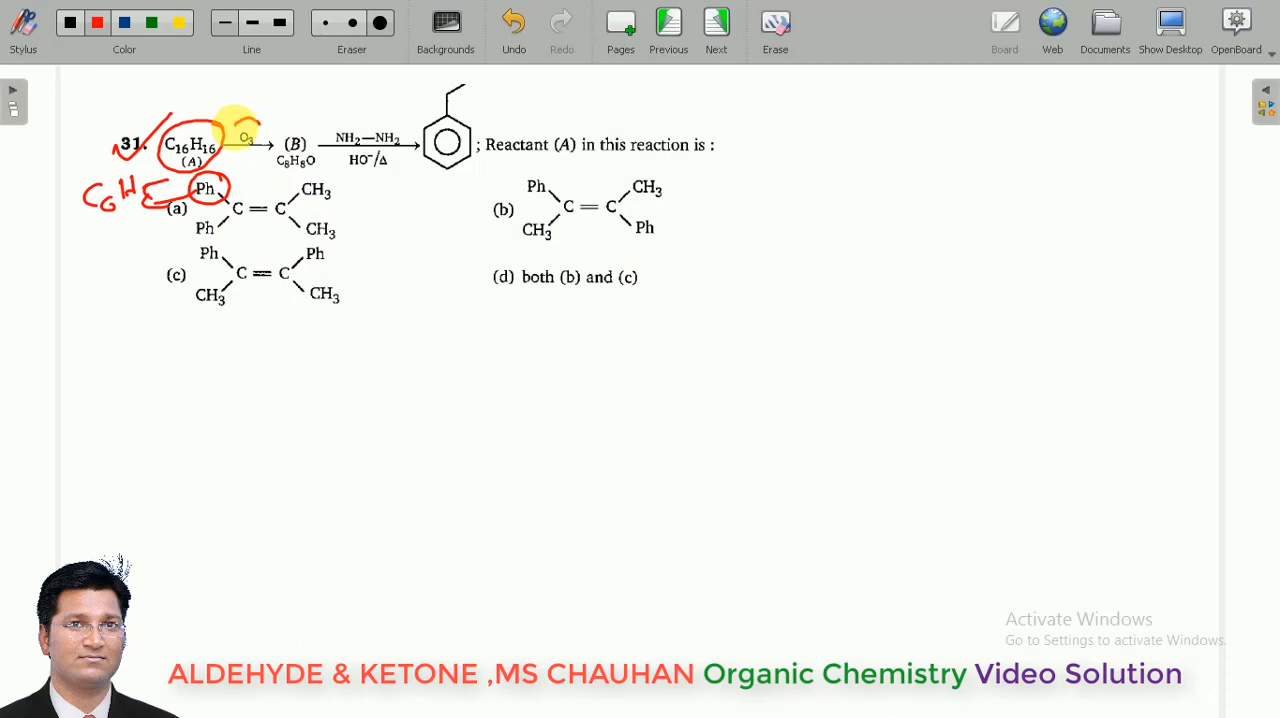 Stylus Color Line Eraser Backgrounds Undo Redo Pages Previous Next Erase Board Web Documents Show Desktop OpenBoard
31. C16H16 (A) O3 (B) C8H8O NH2—NH2 HO−/Δ ; Reactant (A) in this reaction is :
C6H5
(a) Ph Ph C = C CH3 CH3
(b) Ph CH3 C = C CH3 Ph
(c) Ph CH3 C = C Ph CH3
(d) both (b) and (c)
Activate Windows
Go to Settings to activate Windows.
ALDEHYDE & KETONE ,MS CHAUHAN Organic Chemistry Video Solution